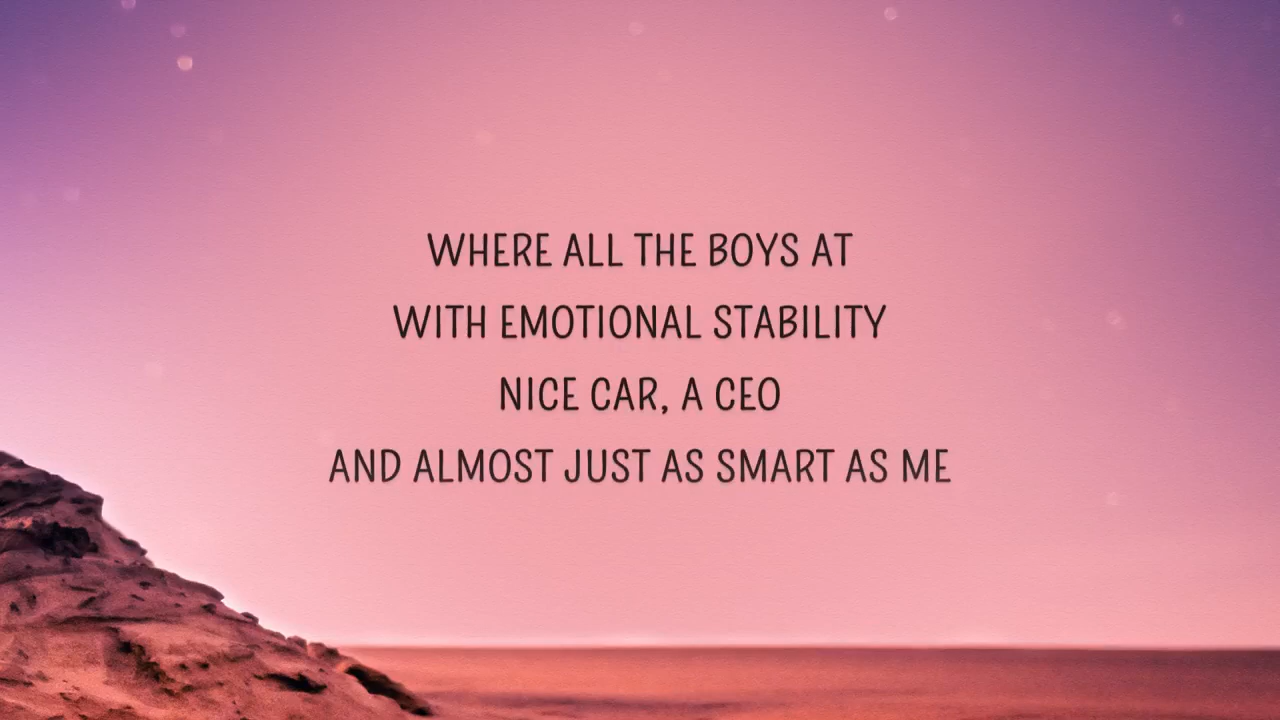 WHERE ALL THE BOYS AT
WITH EMOTIONAL STABILITY
NICE CAR, A CEO
AND ALMOST JUST AS SMART AS ME